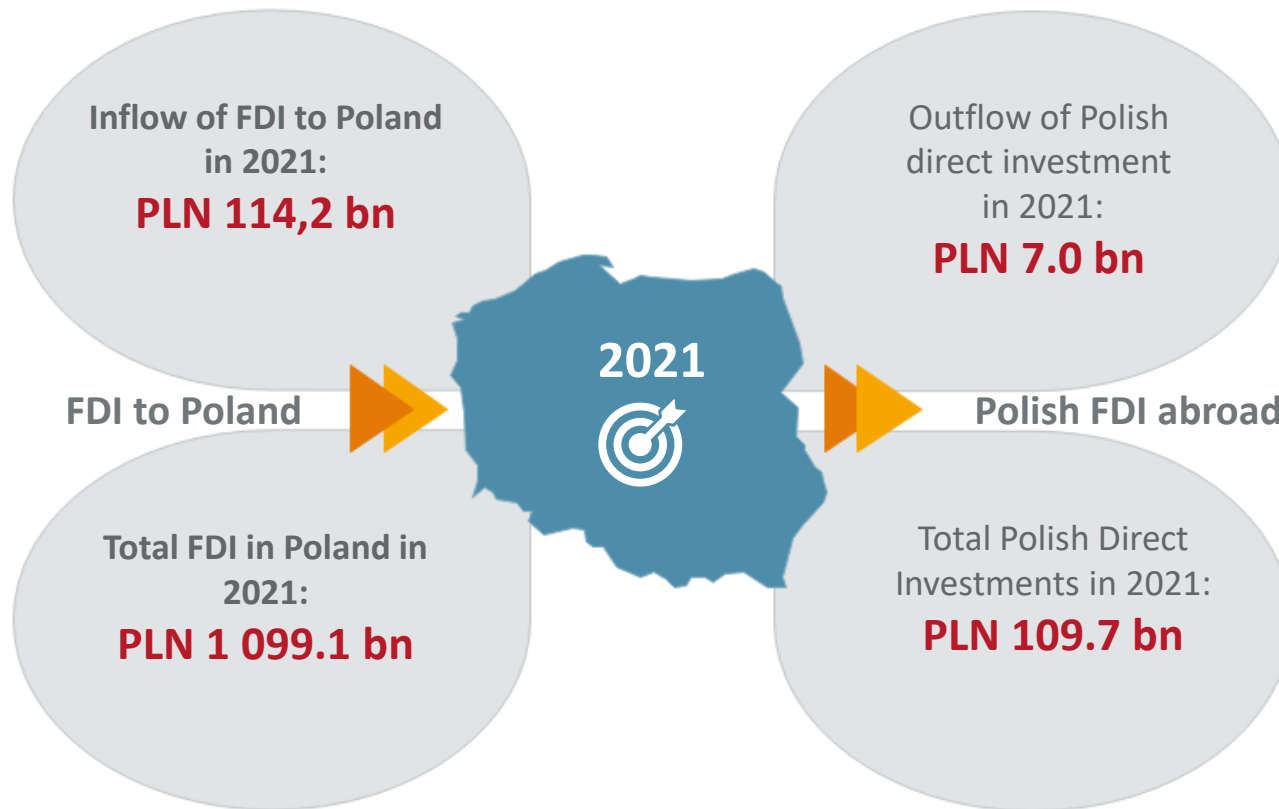 Inflow of FDI to Poland
in 2021:
PLN 114,2 bn
Outflow of Polish
direct investment
in 2021:
PLN 7.0 bn
2021
FDI to Poland
Polish FDI abroad
Total FDI in Poland in
2021:
PLN 1 099.1 bn
Total Polish Direct
Investments in 2021:
PLN 109.7 bn